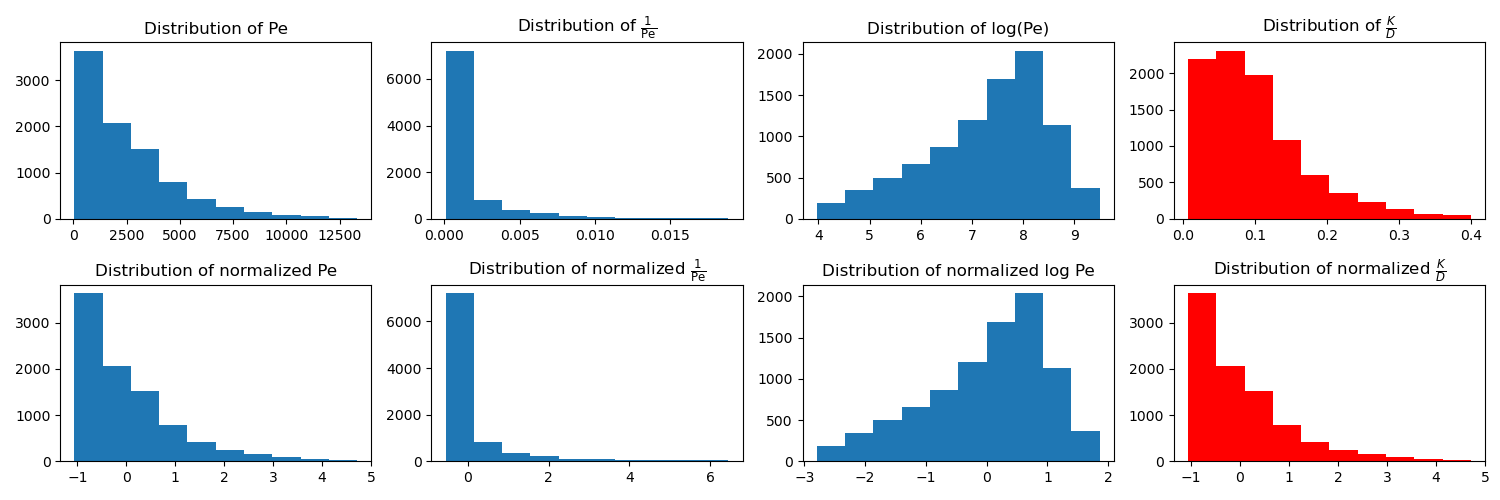 Distribution of Pe
3000
2000
1000
0
0 2500 5000 7500 10000 12500
Distribution of 1/Pe
6000
4000
2000
0
0.000 0.005 0.010 0.015
Distribution of log(Pe)
2000
1500
1000
500
0
4 5 6 7 8 9
Distribution of K/D
2000
1500
1000
500
0
0.0 0.1 0.2 0.3 0.4
Distribution of normalized Pe
3000
2000
1000
0
−1 0 1 2 3 4 5
Distribution of normalized 1/Pe
6000
4000
2000
0
0 2 4 6
Distribution of normalized log Pe
2000
1500
1000
500
0
−3 −2 −1 0 1 2
Distribution of normalized K/D
3000
2000
1000
0
−1 0 1 2 3 4 5